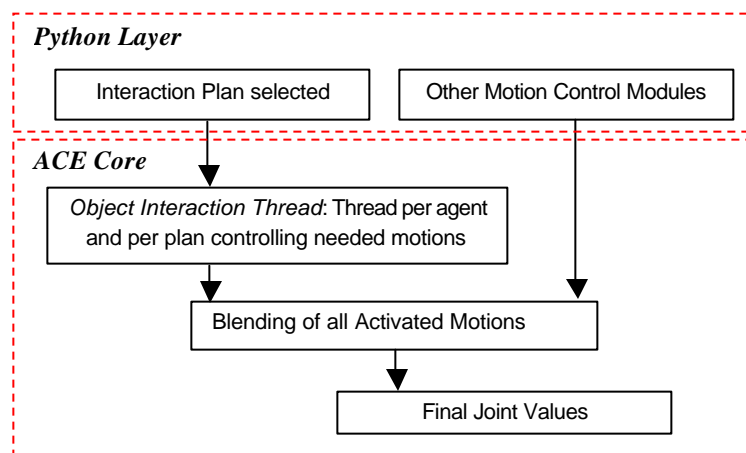 Python Layer
Interaction Plan selected
Other Motion Control Modules
ACE Core
Object Interaction Thread: Thread per agent
and per plan controlling needed motions
Blending of all Activated Motions
Final Joint Values